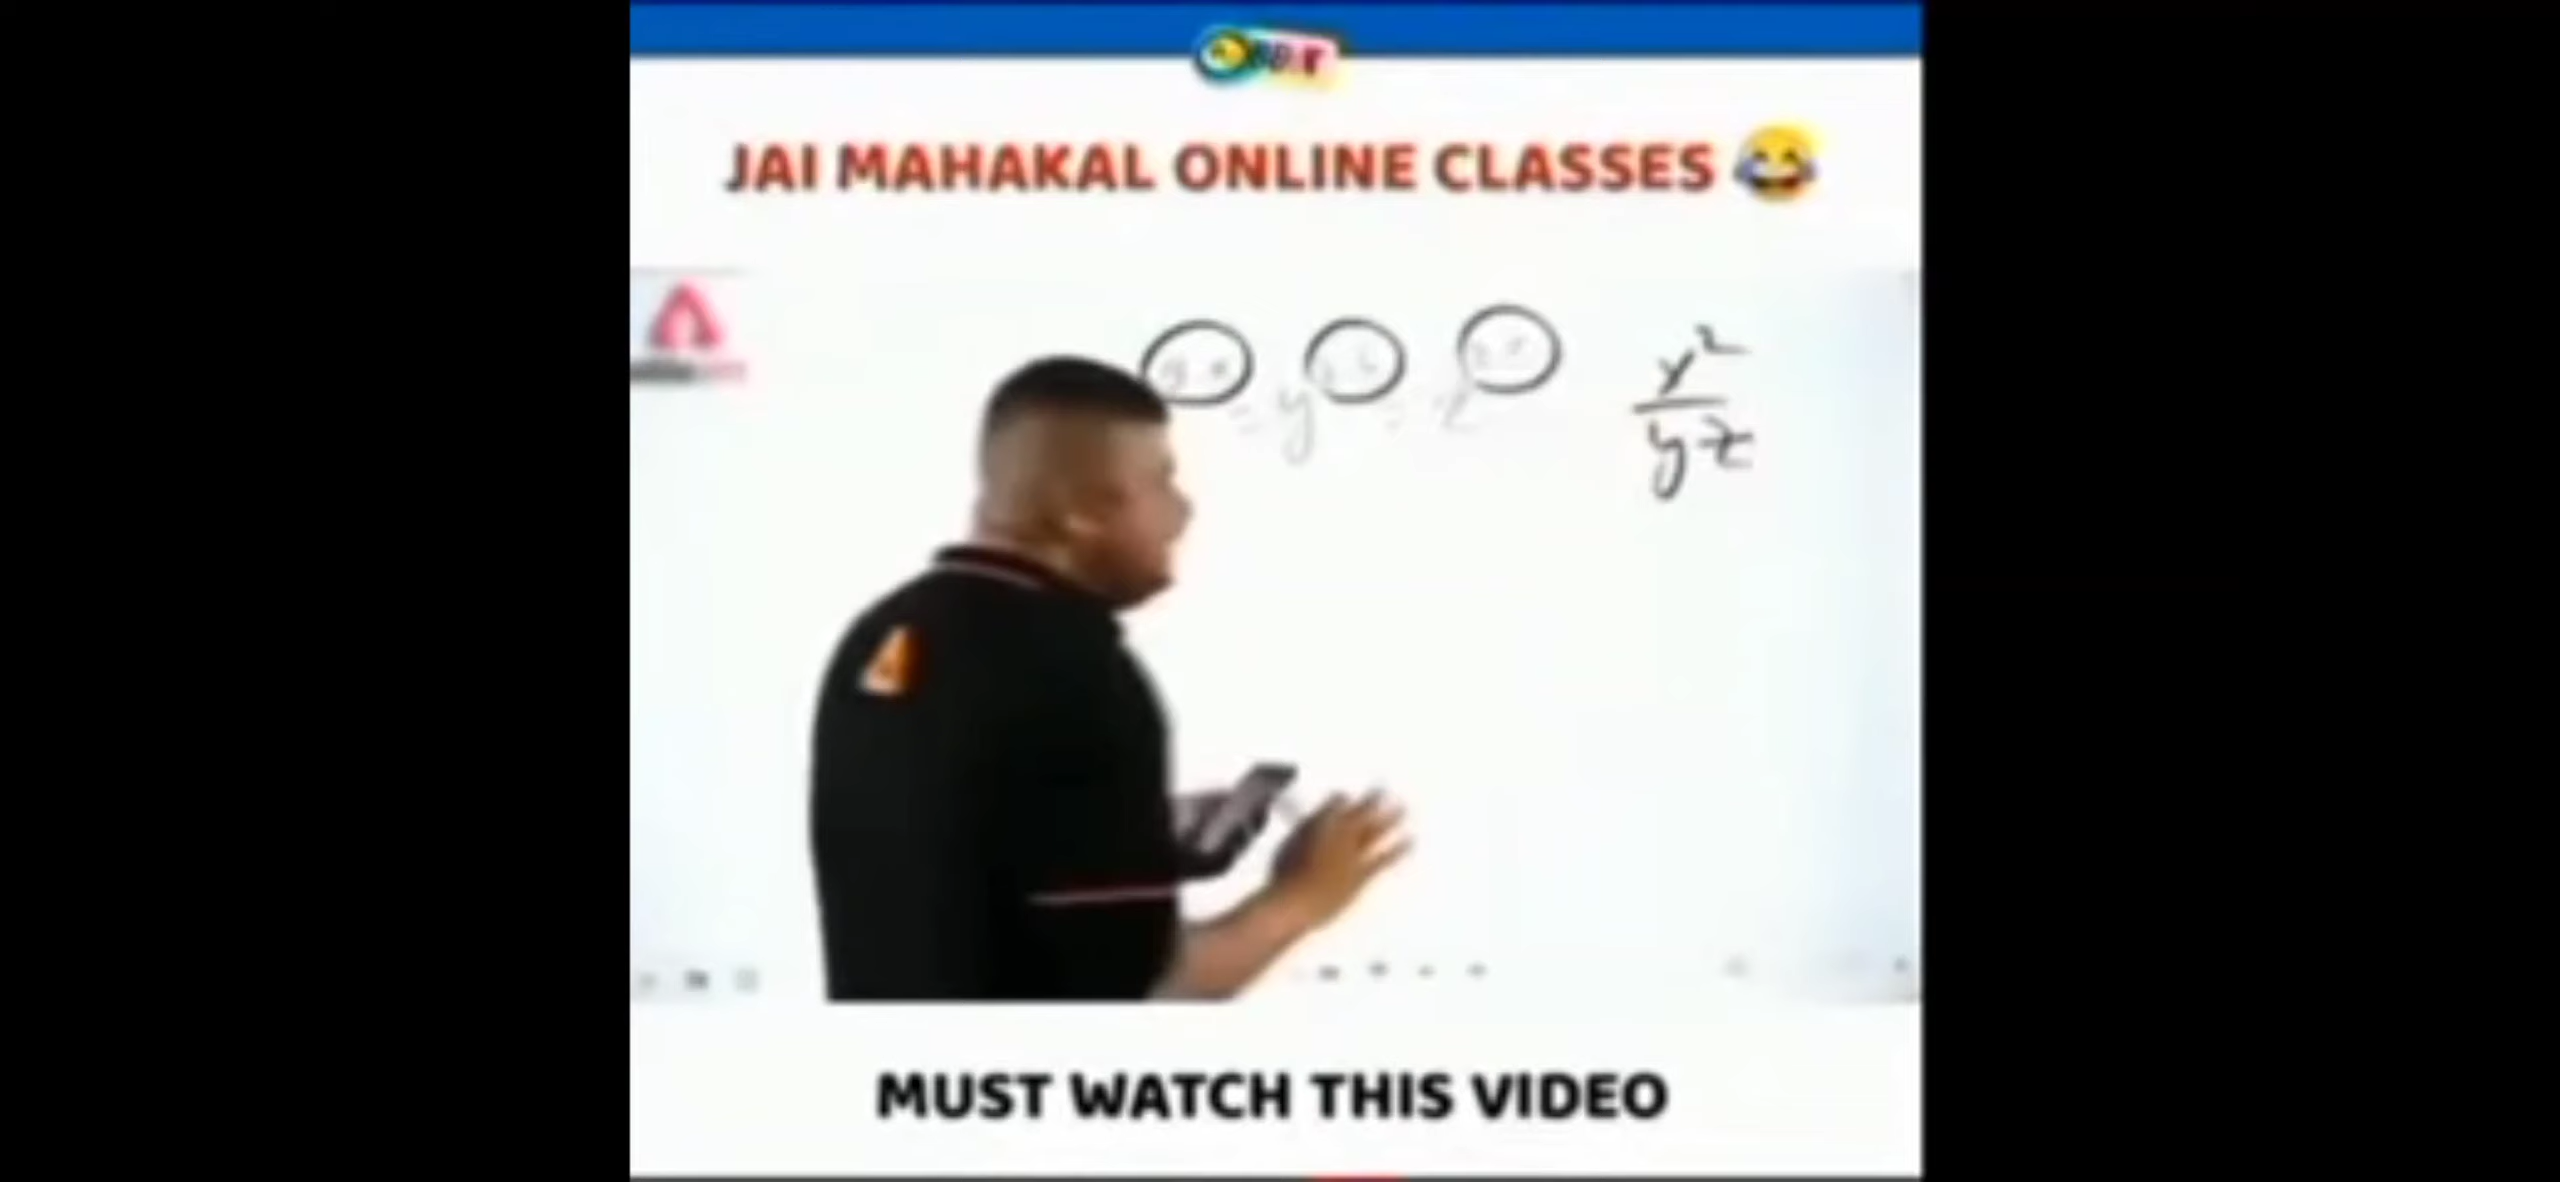 JAI MAHAKAL ONLINE CLASSES 😂
= y = z
x²
yz
MUST WATCH THIS VIDEO